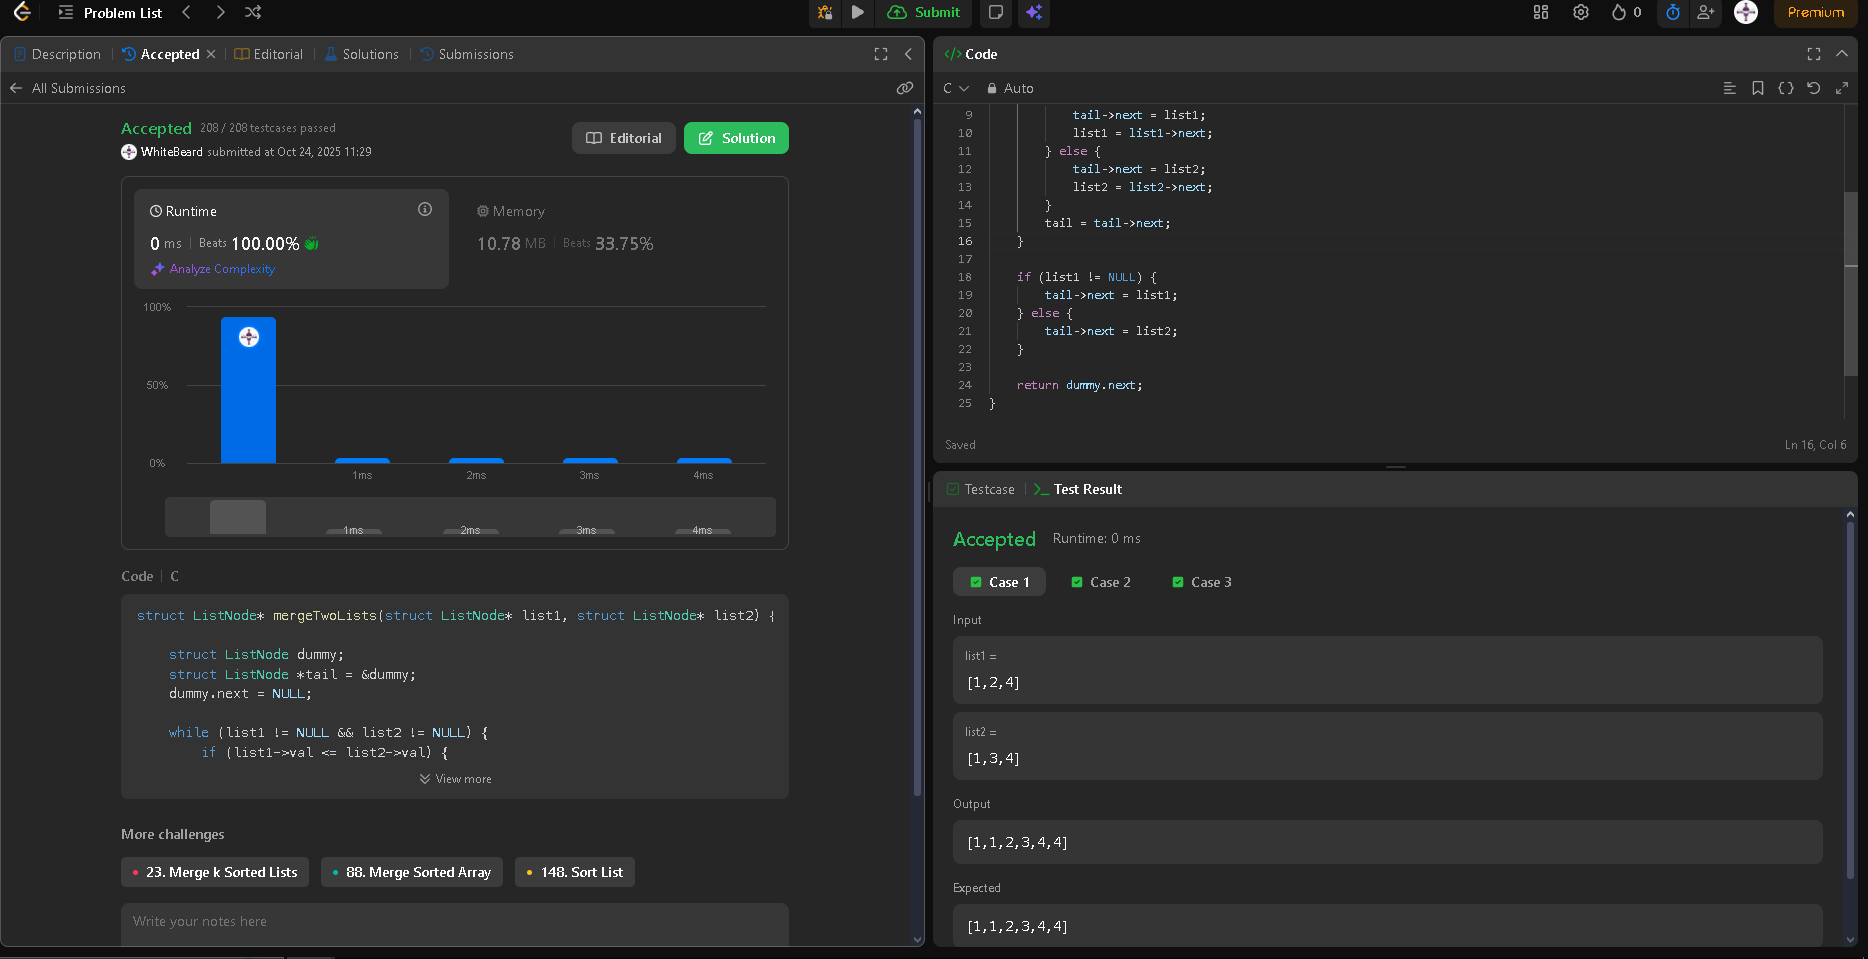 Problem List
Submit
0
Premium
Description
Accepted
Editorial
Solutions
Submissions
All Submissions
Accepted 208 / 208 testcases passed
WhiteBeard submitted at Oct 24, 2025 11:29
Editorial
Solution
Runtime
0 ms | Beats 100.00%
Analyze Complexity
Memory
10.78 MB | Beats 33.75%
100%
50%
0%
1ms 2ms 3ms 4ms
1ms 2ms 3ms 4ms
Code | C
struct ListNode* mergeTwoLists(struct ListNode* list1, struct ListNode* list2) {
struct ListNode dummy;
struct ListNode *tail = &dummy;
dummy.next = NULL;
while (list1 != NULL && list2 != NULL) {
if (list1->val <= list2->val) {
View more
More challenges
23. Merge k Sorted Lists
88. Merge Sorted Array
148. Sort List
Write your notes here
</> Code
C
Auto
9 tail->next = list1;
10 list1 = list1->next;
11 } else {
12 tail->next = list2;
13 list2 = list2->next;
14 }
15 tail = tail->next;
16 }
17
18 if (list1 != NULL) {
19 tail->next = list1;
20 } else {
21 tail->next = list2;
22 }
23
24 return dummy.next;
25 }
Saved
Ln 16, Col 6
Testcase
>_ Test Result
Accepted Runtime: 0 ms
Case 1
Case 2
Case 3
Input
list1 =
[1,2,4]
list2 =
[1,3,4]
Output
[1,1,2,3,4,4]
Expected
[1,1,2,3,4,4]